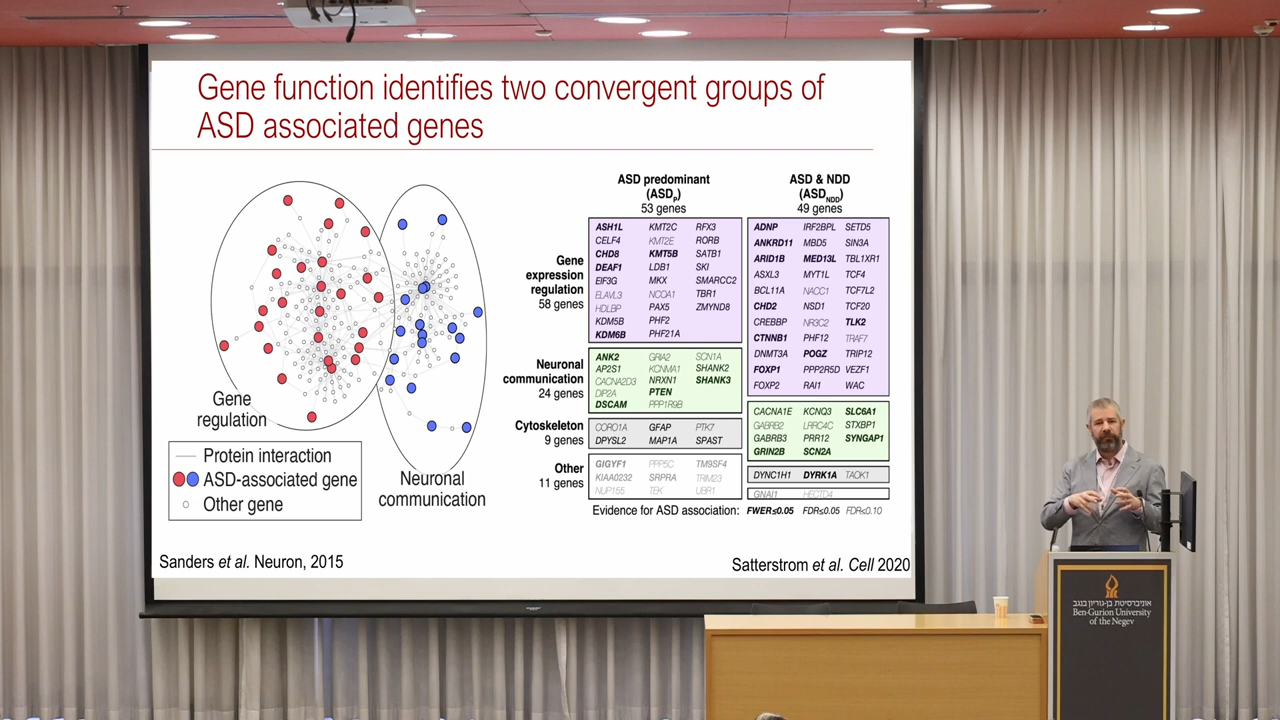 Gene function identifies two convergent groups of
ASD associated genes
Gene
regulation
Neuronal
communication
Protein interaction
ASD-associated gene
Other gene
Sanders et al. Neuron, 2015
ASD predominant
(ASDP)
53 genes
ASD & NDD
(ASDNDD)
49 genes
Gene
expression
regulation
58 genes
ASH1L KMT2C RFX3
CELF4 KMT2E RORB
CHD8 KMT5B SATB1
DEAF1 LDB1 SKI
EIF3G MKX SMARCC2
ELAVL3 NCOA1 TBR1
HDLBP PAX5 ZMYND8
KDM5B PHF2
KDM6B PHF21A
ADNP IRF2BPL SETD5
ANKRD11 MBD5 SIN3A
ARID1B MED13L TBL1XR1
ASXL3 MYT1L TCF4
BCL11A NACC1 TCF7L2
CHD2 NSD1 TCF20
CREBBP NR3C2 TLK2
CTNNB1 PHF12 TRAF7
DNMT3A POGZ TRIP12
FOXP1 PPP2R5D VEZF1
FOXP2 RAI1 WAC
Neuronal
communication
24 genes
ANK2 GRIA2 SCN1A
AP2S1 KCNMA1 SHANK2
CACNA2D3 NRXN1 SHANK3
DIP2A PTEN
DSCAM PPP1R9B
CACNA1E KCNQ3 SLC6A1
GABRB2 LRRC4C STXBP1
GABRB3 PRR12 SYNGAP1
GRIN2B SCN2A
Cytoskeleton
9 genes
CORO1A GFAP PTK7
DPYSL2 MAP1A SPAST
DYNC1H1 DYRK1A TAOK1
Other
11 genes
GIGYF1 PPP5C TM9SF4
KIAA0232 SRPRA TRIM23
NUP155 TEK UBR1
GNAI1 HECTD4
Evidence for ASD association: FWER≤0.05 FDR≤0.05 FDR≤0.10
Satterstrom et al. Cell 2020
אוניברסיטת בן-גוריון בנגב
Ben-Gurion University
of the Negev